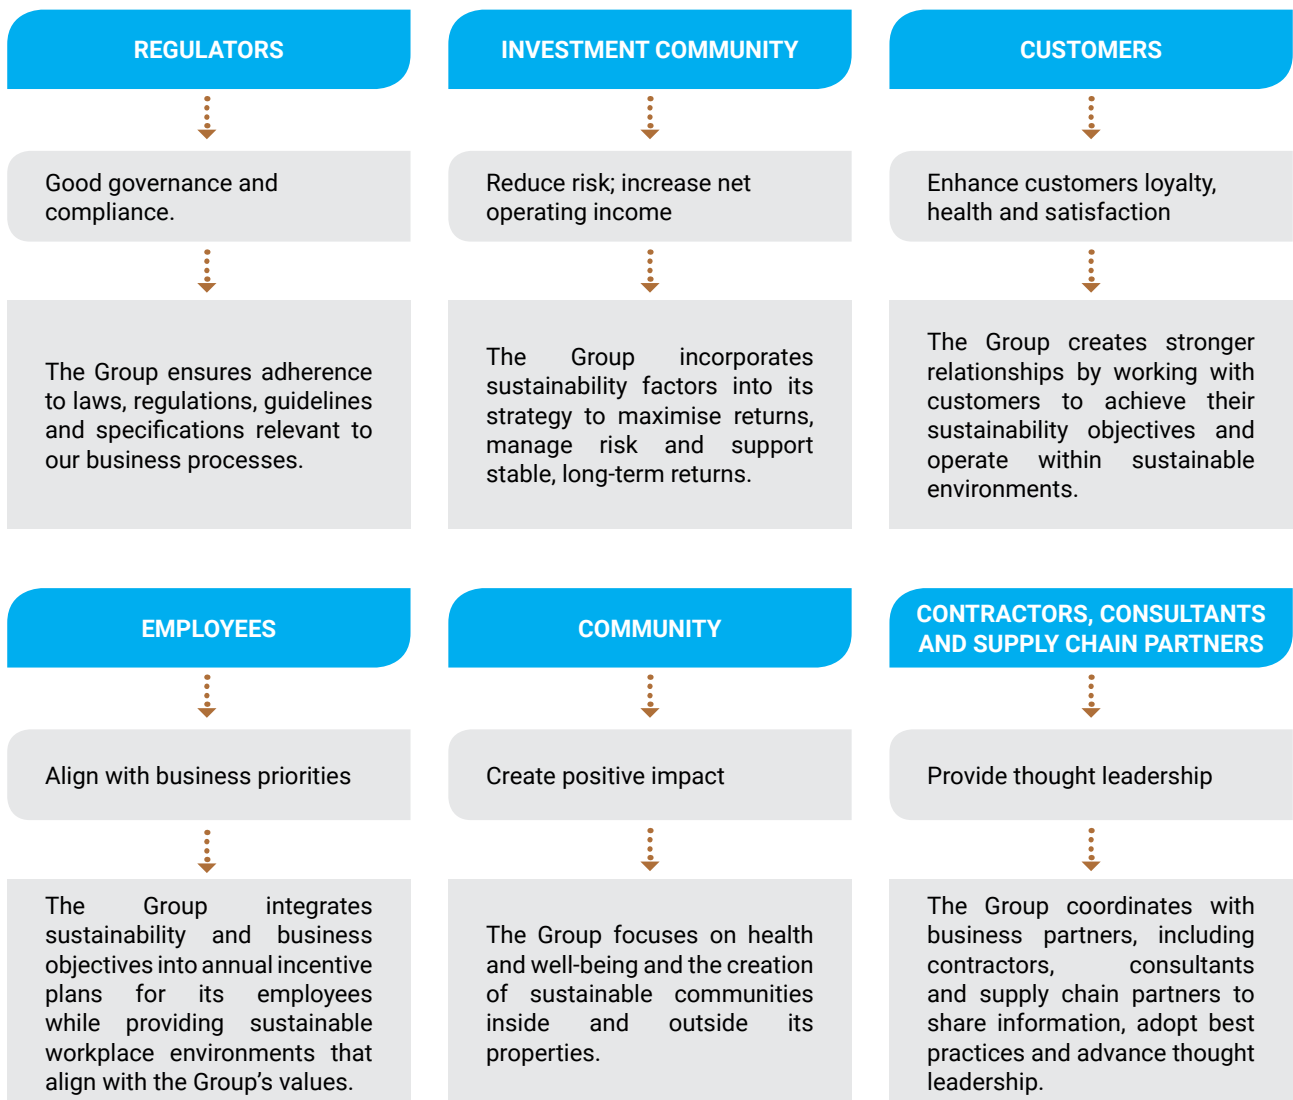 REGULATORS
Good governance and
compliance.
The Group ensures adherence
to laws, regulations, guidelines
and specifications relevant to
our business processes.
INVESTMENT COMMUNITY
Reduce risk; increase net
operating income
The Group incorporates
sustainability factors into its
strategy to maximise returns,
manage risk and support
stable, long-term returns.
CUSTOMERS
Enhance customers loyalty,
health and satisfaction
The Group creates stronger
relationships by working with
customers to achieve their
sustainability objectives and
operate within sustainable
environments.
EMPLOYEES
Align with business priorities
The Group integrates
sustainability and business
objectives into annual incentive
plans for its employees
while providing sustainable
workplace environments that
align with the Group's values.
COMMUNITY
Create positive impact
The Group focuses on health
and well-being and the creation
of sustainable communities
inside and outside its
properties.
CONTRACTORS, CONSULTANTS
AND SUPPLY CHAIN PARTNERS
Provide thought leadership
The Group coordinates with
business partners, including
contractors, consultants
and supply chain partners to
share information, adopt best
practices and advance thought
leadership.